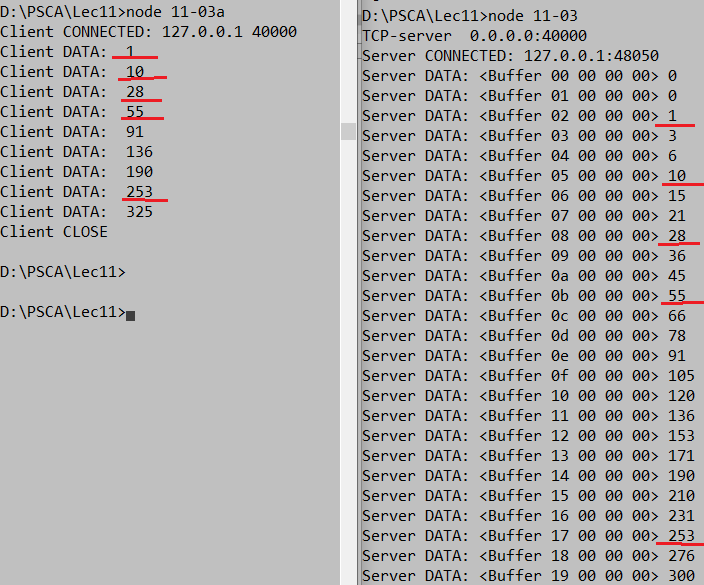 D:\PSCA\Lec11>node 11-03a
Client CONNECTED: 127.0.0.1 40000
Client DATA:  1
Client DATA:  10
Client DATA:  28
Client DATA:  55
Client DATA:  91
Client DATA:  136
Client DATA:  190
Client DATA:  253
Client DATA:  325
Client CLOSE
D:\PSCA\Lec11>
D:\PSCA\Lec11>
D:\PSCA\Lec11>node 11-03
TCP-server  0.0.0.0:40000
Server CONNECTED: 127.0.0.1:48050
Server DATA: <Buffer 00 00 00 00> 0
Server DATA: <Buffer 01 00 00 00> 0
Server DATA: <Buffer 02 00 00 00> 1
Server DATA: <Buffer 03 00 00 00> 3
Server DATA: <Buffer 04 00 00 00> 6
Server DATA: <Buffer 05 00 00 00> 10
Server DATA: <Buffer 06 00 00 00> 15
Server DATA: <Buffer 07 00 00 00> 21
Server DATA: <Buffer 08 00 00 00> 28
Server DATA: <Buffer 09 00 00 00> 36
Server DATA: <Buffer 0a 00 00 00> 45
Server DATA: <Buffer 0b 00 00 00> 55
Server DATA: <Buffer 0c 00 00 00> 66
Server DATA: <Buffer 0d 00 00 00> 78
Server DATA: <Buffer 0e 00 00 00> 91
Server DATA: <Buffer 0f 00 00 00> 105
Server DATA: <Buffer 10 00 00 00> 120
Server DATA: <Buffer 11 00 00 00> 136
Server DATA: <Buffer 12 00 00 00> 153
Server DATA: <Buffer 13 00 00 00> 171
Server DATA: <Buffer 14 00 00 00> 190
Server DATA: <Buffer 15 00 00 00> 210
Server DATA: <Buffer 16 00 00 00> 231
Server DATA: <Buffer 17 00 00 00> 253
Server DATA: <Buffer 18 00 00 00> 276
Server DATA: <Buffer 19 00 00 00> 300